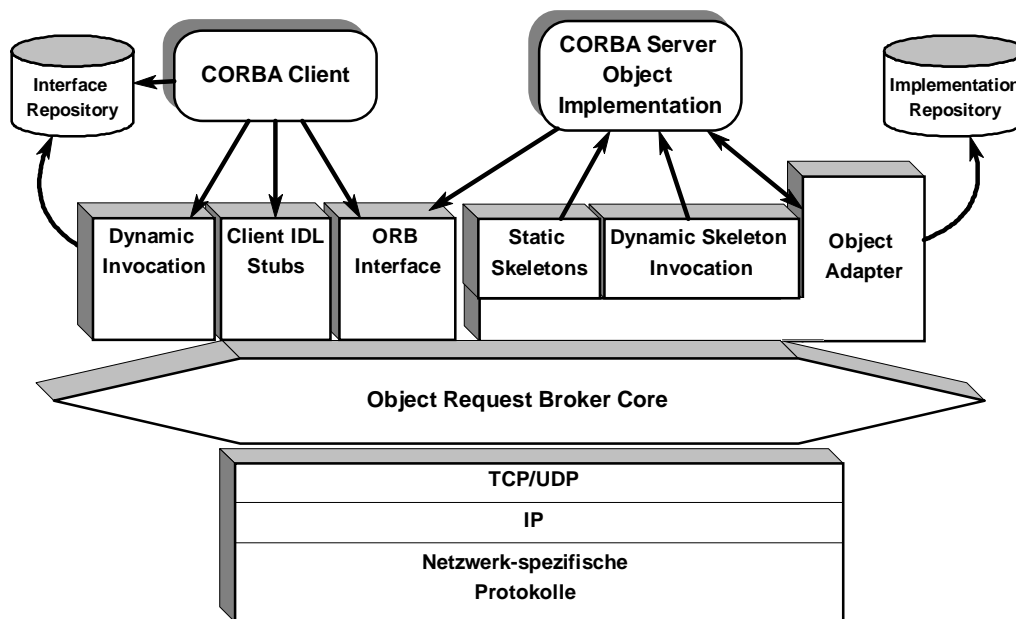 CORBA Client
CORBA Server
Object
Implementation
Interface
Repository
Implementation
Repository
Dynamic
Invocation
Client IDL
Stubs
ORB
Interface
Static
Skeletons
Dynamic Skeleton
Invocation
Object
Adapter
Object Request Broker Core
TCP/UDP
IP
Netzwerk-spezifische
Protokolle